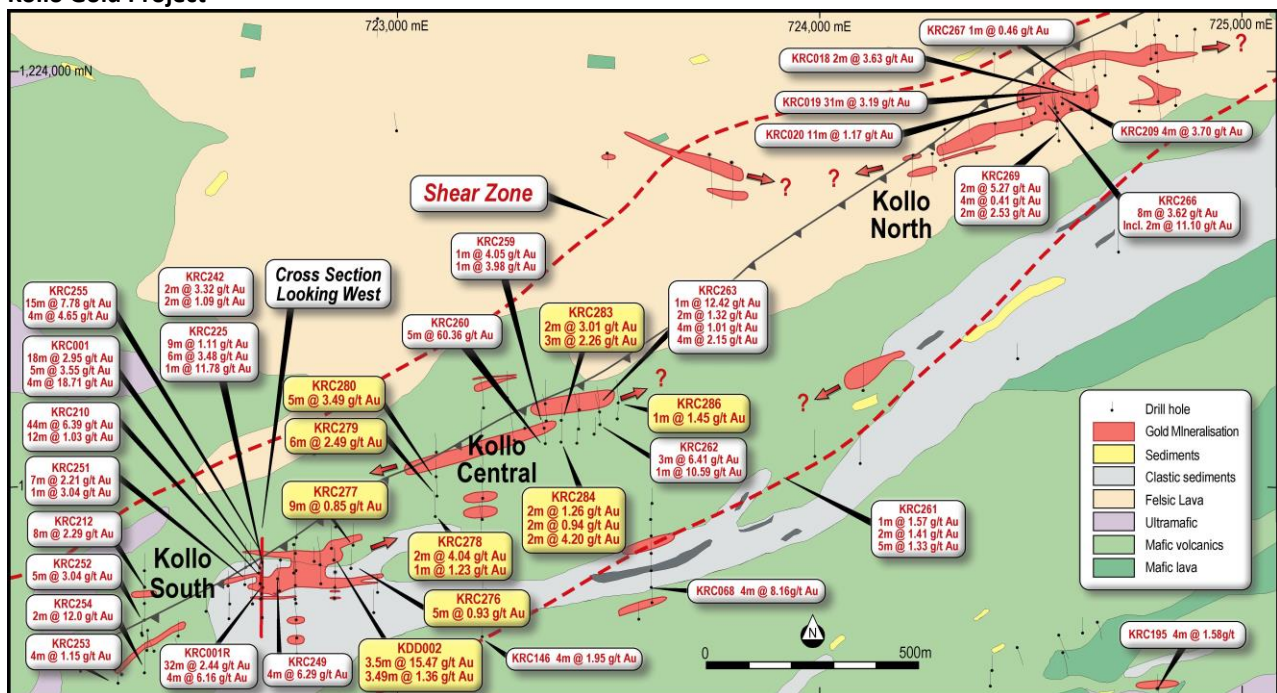 Kollo Gold Project
723,000 mE
724,000 mE
725,000 mE
1,224,000 mN
KRC267 1m @ 0.46 g/t Au
KRC018 2m @ 3.63 g/t Au
KRC019 31m @ 3.19 g/t Au
KRC020 11m @ 1.17 g/t Au
KRC209 4m @ 3.70 g/t Au
?
?
?
Kollo
North
KRC269
2m @ 5.27 g/t Au
4m @ 0.41 g/t Au
2m @ 2.53 g/t Au
KRC266
8m @ 3.62 g/t Au
Incl. 2m @ 11.10 g/t Au
Shear Zone
KRC259
1m @ 4.05 g/t Au
1m @ 3.98 g/t Au
Cross Section
Looking West
KRC242
2m @ 3.32 g/t Au
2m @ 1.09 g/t Au
KRC255
15m @ 7.78 g/t Au
4m @ 4.65 g/t Au
KRC263
1m @ 12.42 g/t Au
2m @ 1.32 g/t Au
4m @ 1.01 g/t Au
4m @ 2.15 g/t Au
KRC283
2m @ 3.01 g/t Au
3m @ 2.26 g/t Au
KRC260
5m @ 60.36 g/t Au
KRC225
9m @ 1.11 g/t Au
6m @ 3.48 g/t Au
1m @ 11.78 g/t Au
KRC001
18m @ 2.95 g/t Au
5m @ 3.55 g/t Au
4m @ 18.71 g/t Au
KRC280
5m @ 3.49 g/t Au
?
?
KRC286
1m @ 1.45 g/t Au
KRC210
44m @ 6.39 g/t Au
12m @ 1.03 g/t Au
KRC279
6m @ 2.49 g/t Au
Kollo
Central
KRC262
3m @ 6.41 g/t Au
1m @ 10.59 g/t Au
KRC251
7m @ 2.21 g/t Au
1m @ 3.04 g/t Au
KRC277
9m @ 0.85 g/t Au
KRC284
2m @ 1.26 g/t Au
2m @ 0.94 g/t Au
2m @ 4.20 g/t Au
KRC261
1m @ 1.57 g/t Au
2m @ 1.41 g/t Au
5m @ 1.33 g/t Au
KRC212
8m @ 2.29 g/t Au
KRC278
2m @ 4.04 g/t Au
1m @ 1.23 g/t Au
Kollo
South
KRC252
5m @ 3.04 g/t Au
KRC254
2m @ 12.0 g/t Au
KRC276
5m @ 0.93 g/t Au
KRC068 4m @ 8.16g/t Au
KRC253
4m @ 1.15 g/t Au
KRC001R
32m @ 2.44 g/t Au
4m @ 6.16 g/t Au
KRC249
4m @ 6.29 g/t Au
KDD002
3.5m @ 15.47 g/t Au
3.49m @ 1.36 g/t Au
KRC146 4m @ 1.95 g/t Au
KRC195 4m @ 1.58g/t
N
0
500m
Drill hole
Gold MIneralisation
Sediments
Clastic sediments
Felsic Lava
Ultramafic
Mafic volcanics
Mafic lava